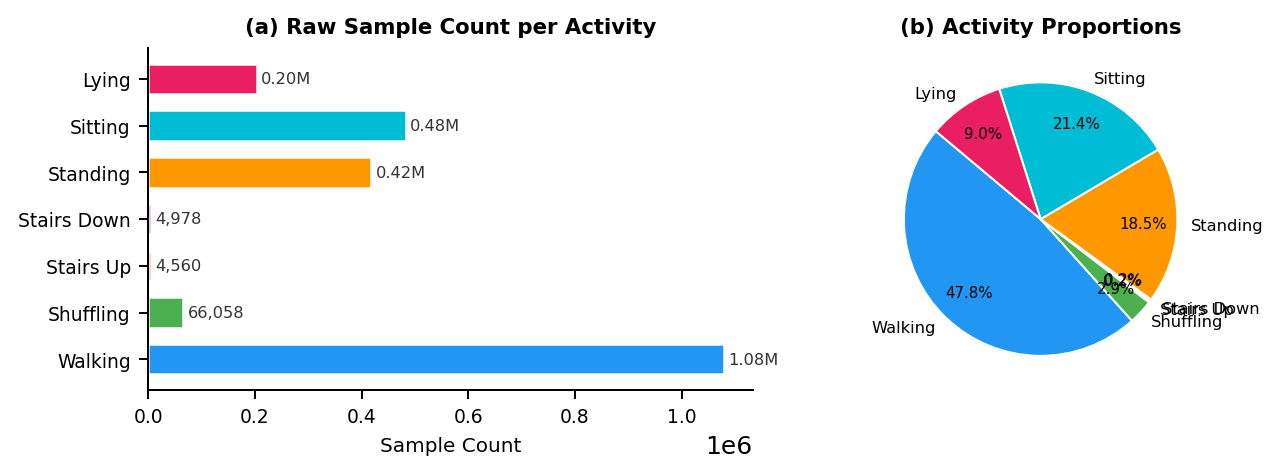 (a) Raw Sample Count per Activity
Lying
0.20M
Sitting
0.48M
Standing
0.42M
Stairs Down
4,978
Stairs Up
4,560
Shuffling
66,058
Walking
1.08M
0.0 0.2 0.4 0.6 0.8 1.0
Sample Count
1e6
(b) Activity Proportions
Sitting
Lying
9.0%
21.4%
18.5%
Standing
0.2%
2.9%
47.8%
Stairs Down
Stairs Up
Shuffling
Walking